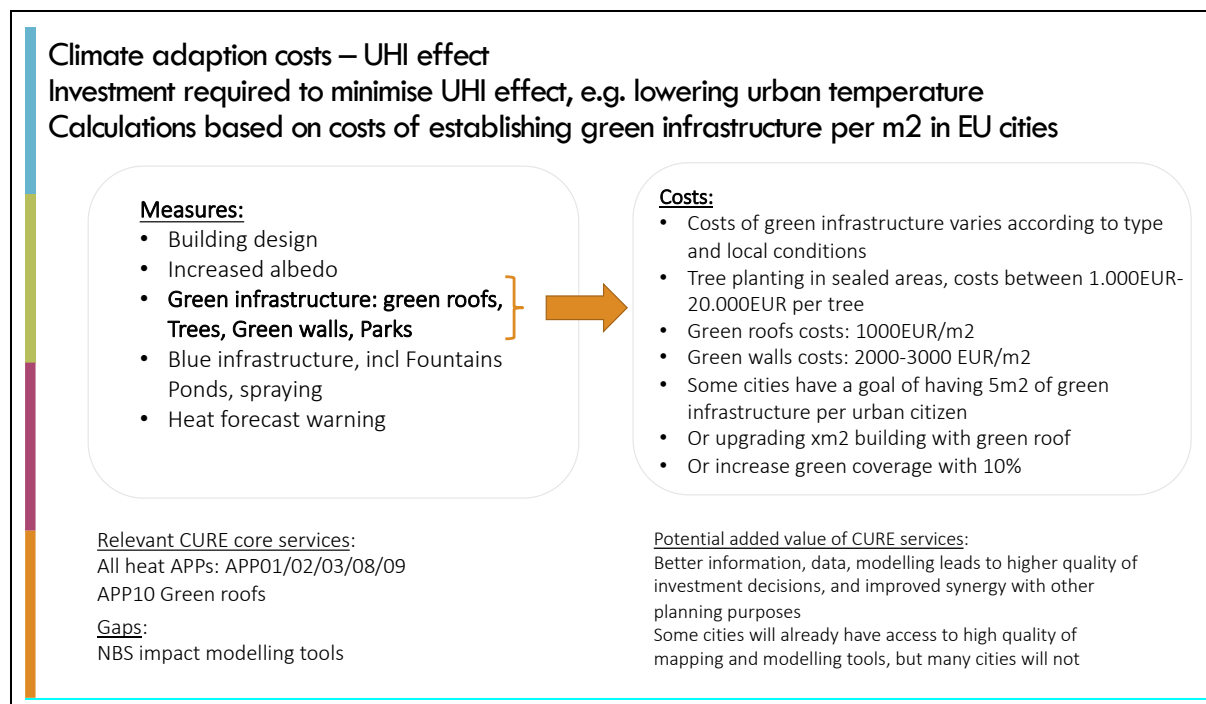 Climate adaption costs – UHI effect
Investment required to minimise UHI effect, e.g. lowering urban temperature
Calculations based on costs of establishing green infrastructure per m2 in EU cities
Measures:
• Building design
• Increased albedo
• Green infrastructure: green roofs,
Trees, Green walls, Parks
• Blue infrastructure, incl Fountains
Ponds, spraying
• Heat forecast warning
Costs:
• Costs of green infrastructure varies according to type
and local conditions
• Tree planting in sealed areas, costs between 1.000EUR-
20.000EUR per tree
• Green roofs costs: 1000EUR/m2
• Green walls costs: 2000-3000 EUR/m2
• Some cities have a goal of having 5m2 of green
infrastructure per urban citizen
• Or upgrading xm2 building with green roof
• Or increase green coverage with 10%
Relevant CURE core services:
All heat APPs: APP01/02/03/08/09
APP10 Green roofs
Gaps:
NBS impact modelling tools
Potential added value of CURE services:
Better information, data, modelling leads to higher quality of
investment decisions, and improved synergy with other
planning purposes
Some cities will already have access to high quality of
mapping and modelling tools, but many cities will not